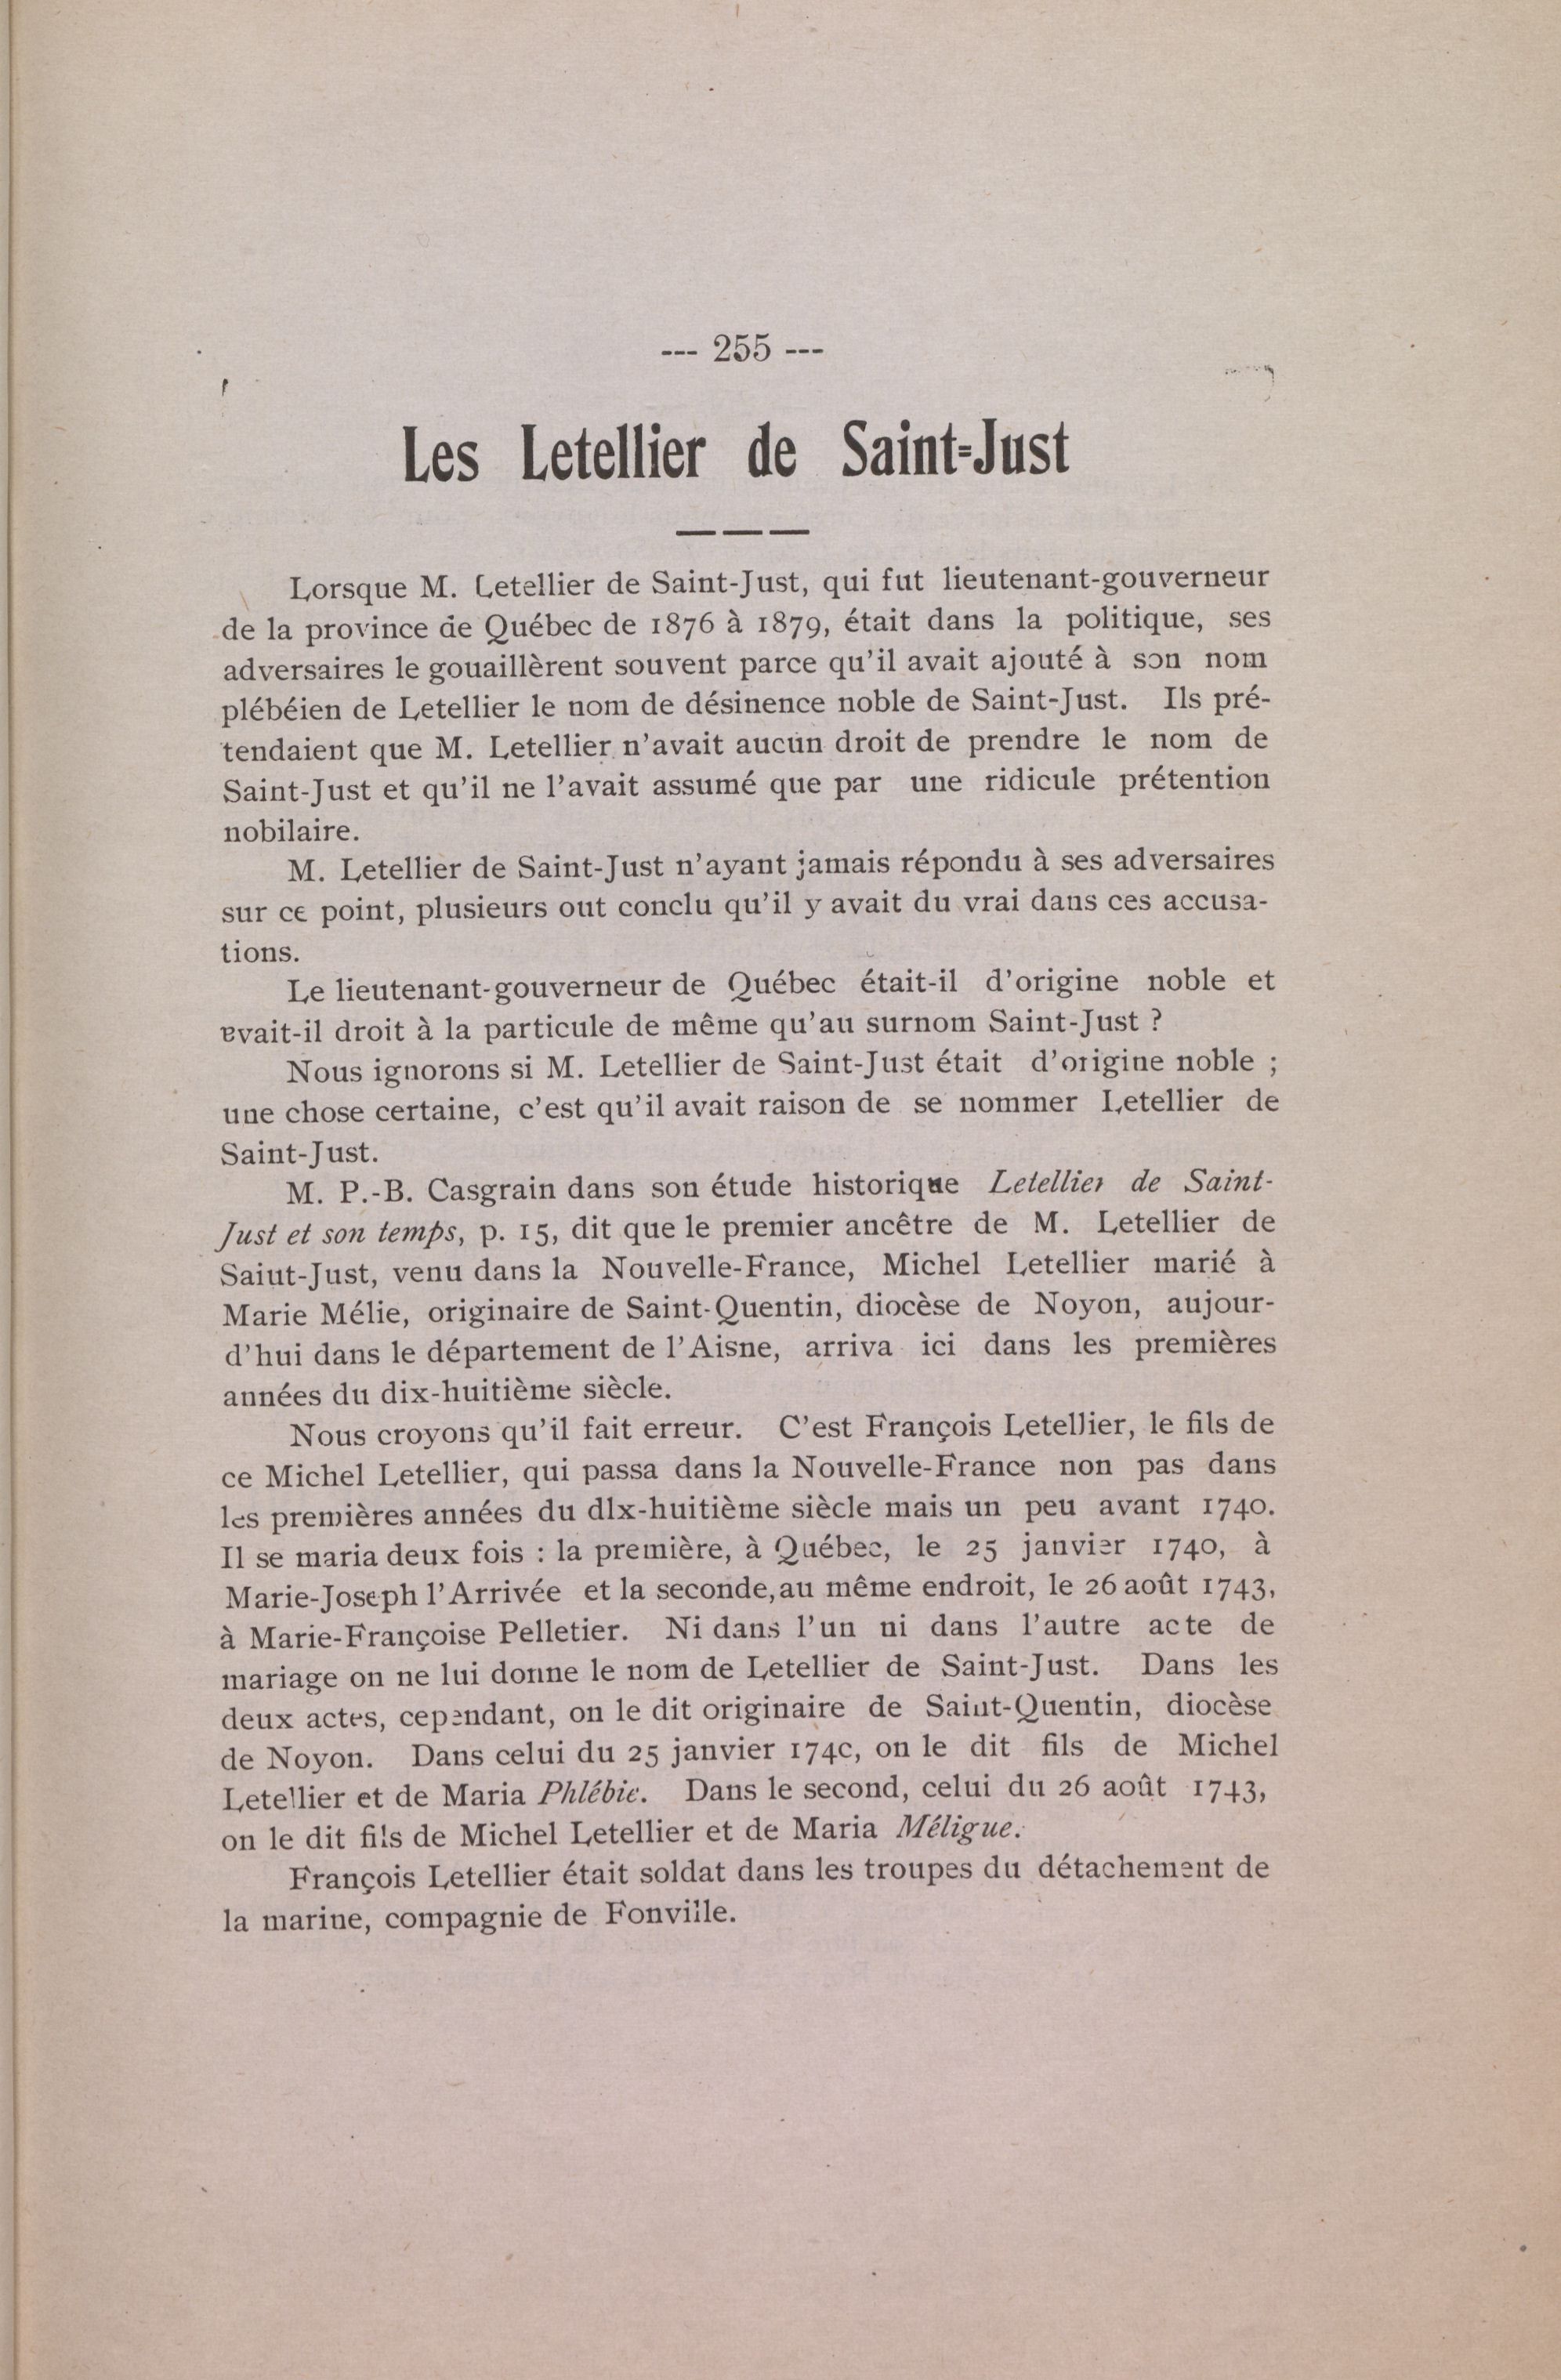 --- 255 ---
Les Letellier de Saint-Just
Lorsque M. Letellier de Saint-Just, qui fut lieutenant-gouverneur
de la province de Québec de 1876 à 1879, était dans la politique, ses
adversaires le gouaillèrent souvent parce qu'il avait ajouté à son nom
plébéien de Letellier le nom de désinence noble de Saint-Just. Ils pré-
tendaient que M. Letellier n'avait aucun droit de prendre le nom de
Saint-Just et qu'il ne l'avait assumé que par une ridicule prétention
nobilaire.
M. Letellier de Saint-Just n'ayant jamais répondu à ses adversaires
sur ce point, plusieurs out conclu qu'il y avait du vrai dans ces accusa-
tions.
Le lieutenant-gouverneur de Québec était-il d'origine noble et
avait-il droit à la particule de même qu'au surnom Saint-Just ?
Nous ignorons si M. Letellier de Saint-Just était d'origine noble ;
une chose certaine, c'est qu'il avait raison de se nommer Letellier de
Saint-Just.
M. P.-B. Casgrain dans son étude historique Letellier de Saint-
Just et son temps, p. 15, dit que le premier ancêtre de M. Letellier de
Saiut-Just, venu dans la Nouvelle-France, Michel Letellier marié à
Marie Mélie, originaire de Saint-Quentin, diocèse de Noyon, aujour-
d'hui dans le département de l'Aisne, arriva ici dans les premières
années du dix-huitième siècle.
Nous croyons qu'il fait erreur. C'est François Letellier, le fils de
ce Michel Letellier, qui passa dans la Nouvelle-France non pas dans
les premières années du dlx-huitième siècle mais un peu avant 1740.
Il se maria deux fois : la première, à Québec, le 25 janvier 1740, à
Marie-Joseph l'Arrivée et la seconde, au même endroit, le 26 août 1743,
à Marie-Françoise Pelletier. Ni dans l'un ni dans l'autre acte de
mariage on ne lui donne le nom de Letellier de Saint-Just. Dans les
deux actes, cependant, on le dit originaire de Saiut-Quentin, diocèse
de Noyon. Dans celui du 25 janvier 174c, on le dit fils de Michel
Letellier et de Maria Phlébie. Dans le second, celui du 26 août 1743,
on le dit fils de Michel Letellier et de Maria Méligue.
François Letellier était soldat dans les troupes du détachement de
la marine, compagnie de Fonville.